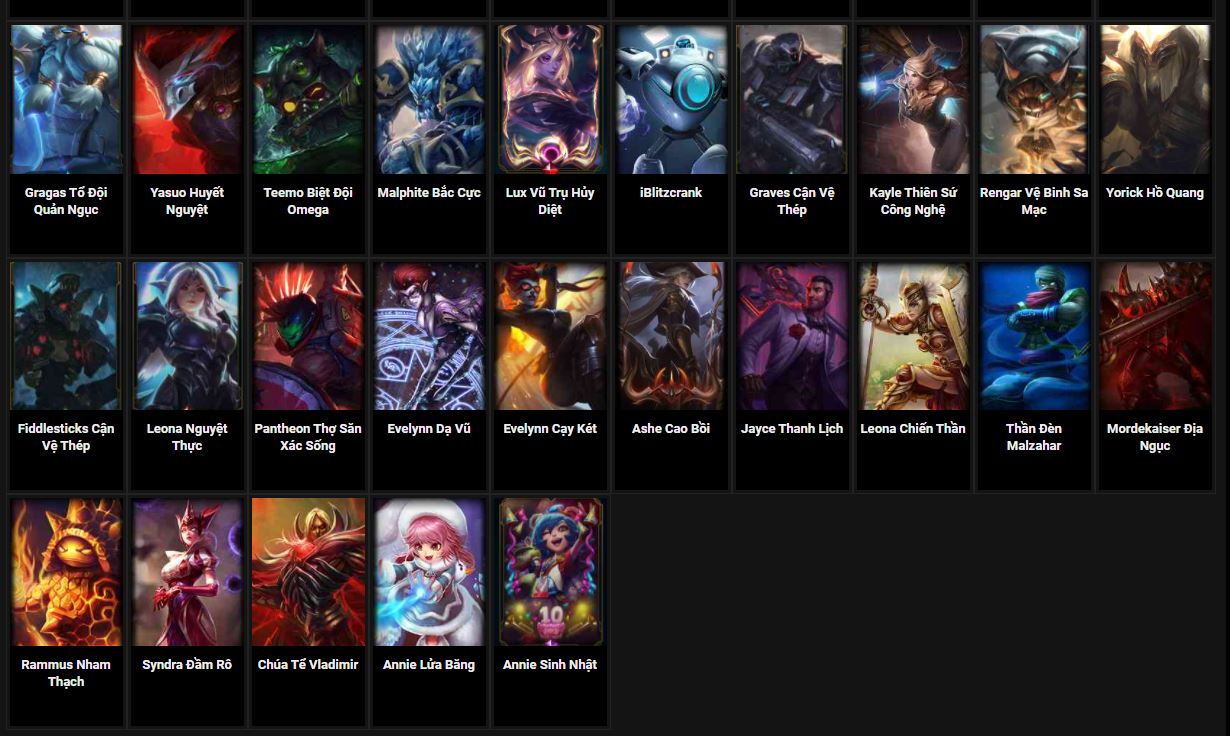 Gragas Tổ Đội
Quản Ngục
Yasuo Huyết
Nguyệt
Teemo Biệt Đội
Omega
Malphite Bắc Cực
Lux Vũ Trụ Hủy
Diệt
iBlitzcrank
Graves Cận Vệ
Thép
Kayle Thiên Sứ
Công Nghệ
Rengar Vệ Binh Sa
Mạc
Yorick Hồ Quang
Fiddlesticks Cận
Vệ Thép
Leona Nguyệt
Thực
Pantheon Thợ Săn
Xác Sống
Evelynn Dạ Vũ
Evelynn Cạy Két
Ashe Cao Bồi
Jayce Thanh Lịch
Leona Chiến Thần
Thần Đèn
Malzahar
Mordekaiser Địa
Ngục
Rammus Nham
Thạch
Syndra Đầm Rô
Chúa Tể Vladimir
Annie Lửa Băng
10
Annie Sinh Nhật